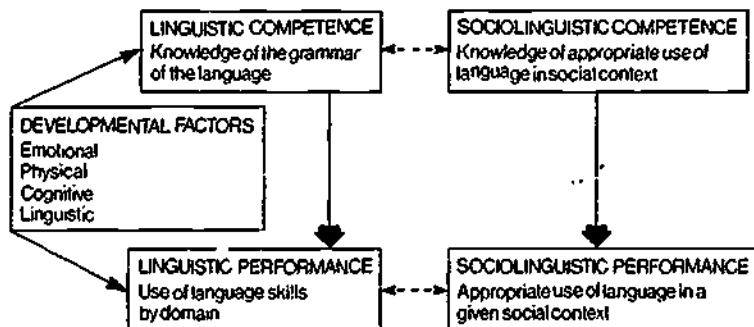 LINGUISTIC COMPETENCE
Knowledge of the grammar
of the language
SOCIOLINGUISTIC COMPETENCE
Knowledge of appropriate use of
language in social context
DEVELOPMENTAL FACTORS
Emotional
Physical
Cognitive
Linguistic
LINGUISTIC PERFORMANCE
Use of language skills
by domain
SOCIOLINGUISTIC PERFORMANCE
Appropriate use of language in a
given social context